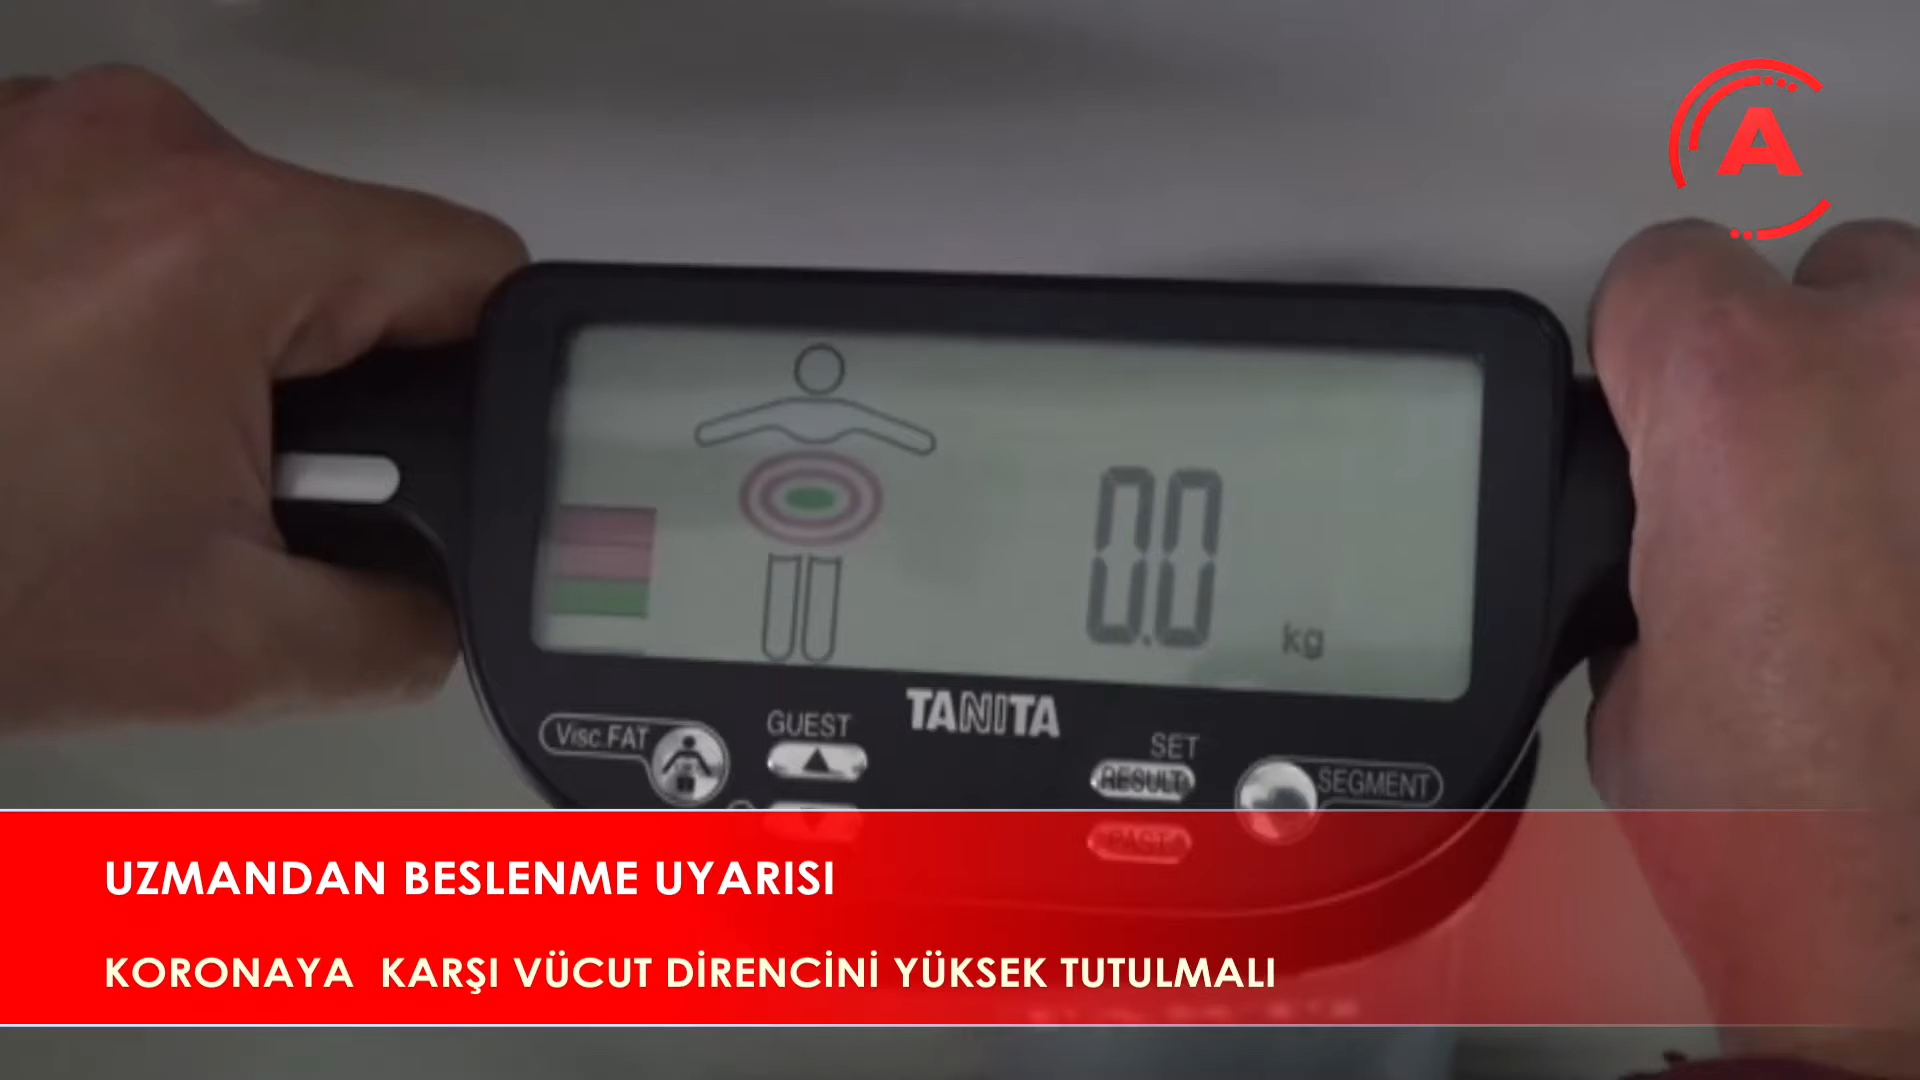 A
0.0 kg
TANITA
Visc.FAT
GUEST
SET
RESULT
SEGMENT
PAST
UZMANDAN BESLENME UYARISI
KORONAYA KARŞI VÜCUT DİRENCİNİ YÜKSEK TUTULMALI